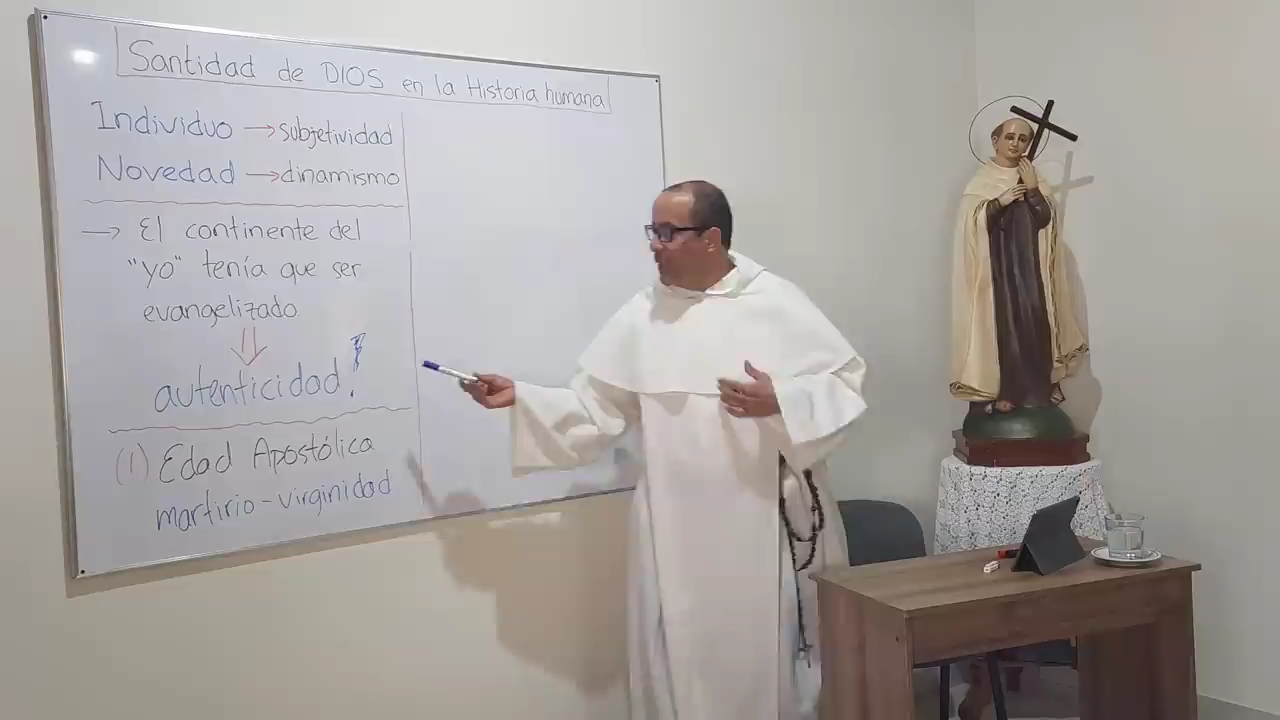 Santidad de DIOS en la Historia humana
Individuo → subjetividad
Novedad → dinamismo
→ El continente del
"yo" tenía que ser
evangelizado
⇓
autenticidad!
(1) Edad Apostólica
martirio - virginidad